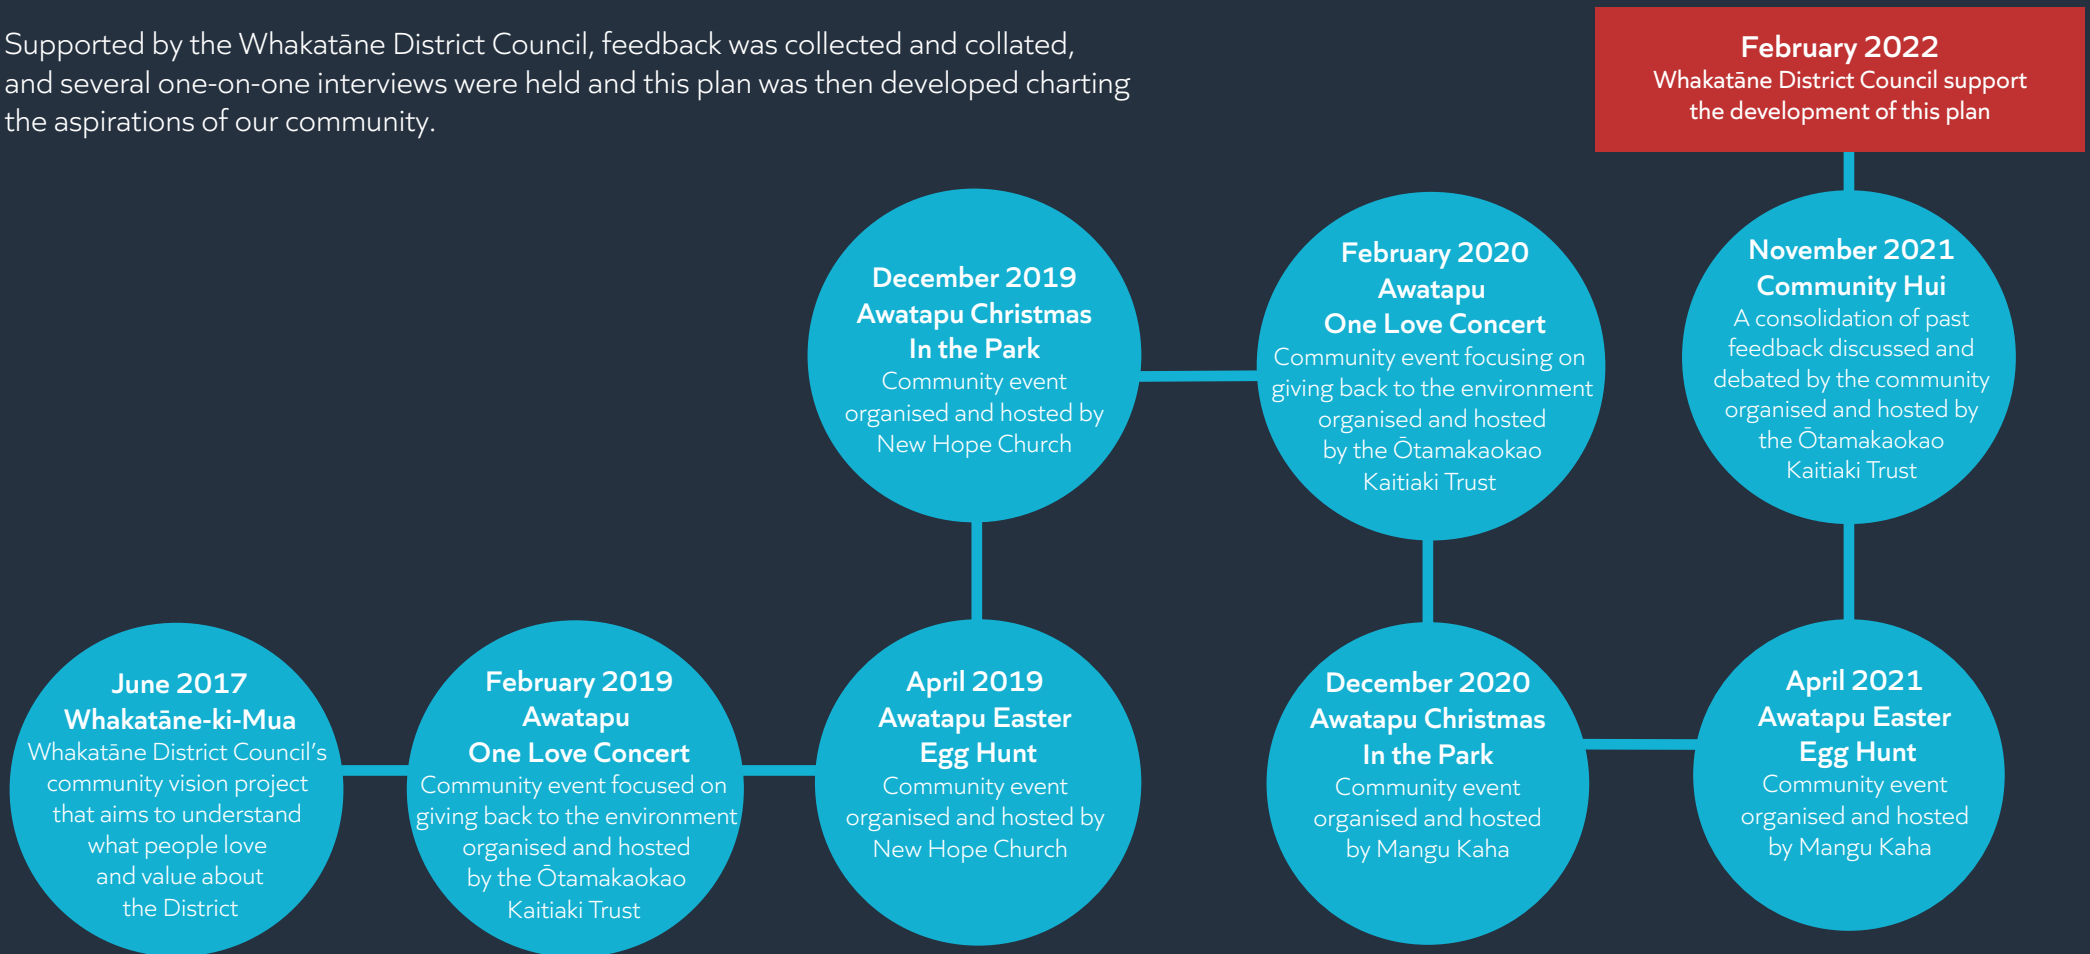 Supported by the Whakatāne District Council, feedback was collected and collated,
and several one-on-one interviews were held and this plan was then developed charting
the aspirations of our community.
June 2017
Whakatāne-ki-Mua
Whakatāne District Council's
community vision project
that aims to understand
what people love
and value about
the District
February 2019
Awatapu
One Love Concert
Community event focused on
giving back to the environment
organised and hosted
by the Ōtamakaokao
Kaitiaki Trust
April 2019
Awatapu Easter
Egg Hunt
Community event
organised and hosted by
New Hope Church
December 2019
Awatapu Christmas
In the Park
Community event
organised and hosted by
New Hope Church
February 2020
Awatapu
One Love Concert
Community event focusing on
giving back to the environment
organised and hosted
by the Ōtamakaokao
Kaitiaki Trust
December 2020
Awatapu Christmas
In the Park
Community event
organised and hosted
by Mangu Kaha
April 2021
Awatapu Easter
Egg Hunt
Community event
organised and hosted
by Mangu Kaha
November 2021
Community Hui
A consolidation of past
feedback discussed and
debated by the community
organised and hosted by
the Ōtamakaokao
Kaitiaki Trust
February 2022
Whakatāne District Council support
the development of this plan